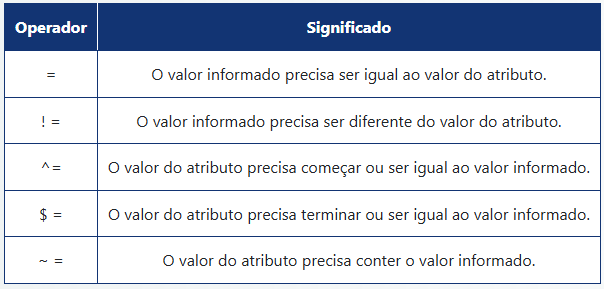 Operador Significado
= O valor informado precisa ser igual ao valor do atributo.
! = O valor informado precisa ser diferente do valor do atributo.
^= O valor do atributo precisa começar ou ser igual ao valor informado.
$ = O valor do atributo precisa terminar ou ser igual ao valor informado.
~ = O valor do atributo precisa conter o valor informado.